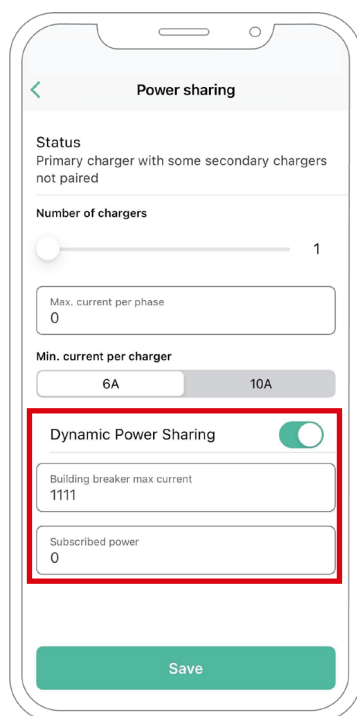 Power sharing
Status
Primary charger with some secondary chargers
not paired
Number of chargers
1
Max. current per phase
0
Min. current per charger
6A 10A
Dynamic Power Sharing
Building breaker max current
1111
Subscribed power
0
Save